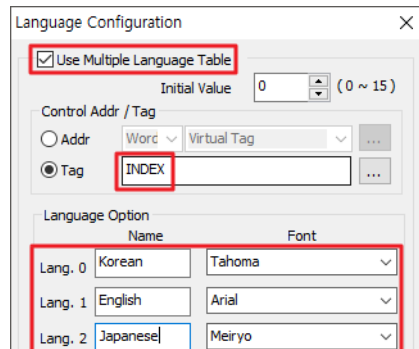 Language Configuration
Use Multiple Language Table
Initial Value 0 ( 0 ~ 15 )
Control Addr / Tag
Addr Word Virtual Tag ...
Tag INDEX ...
Language Option
Name Font
Lang. 0 Korean Tahoma
Lang. 1 English Arial
Lang. 2 Japanese Meiryo